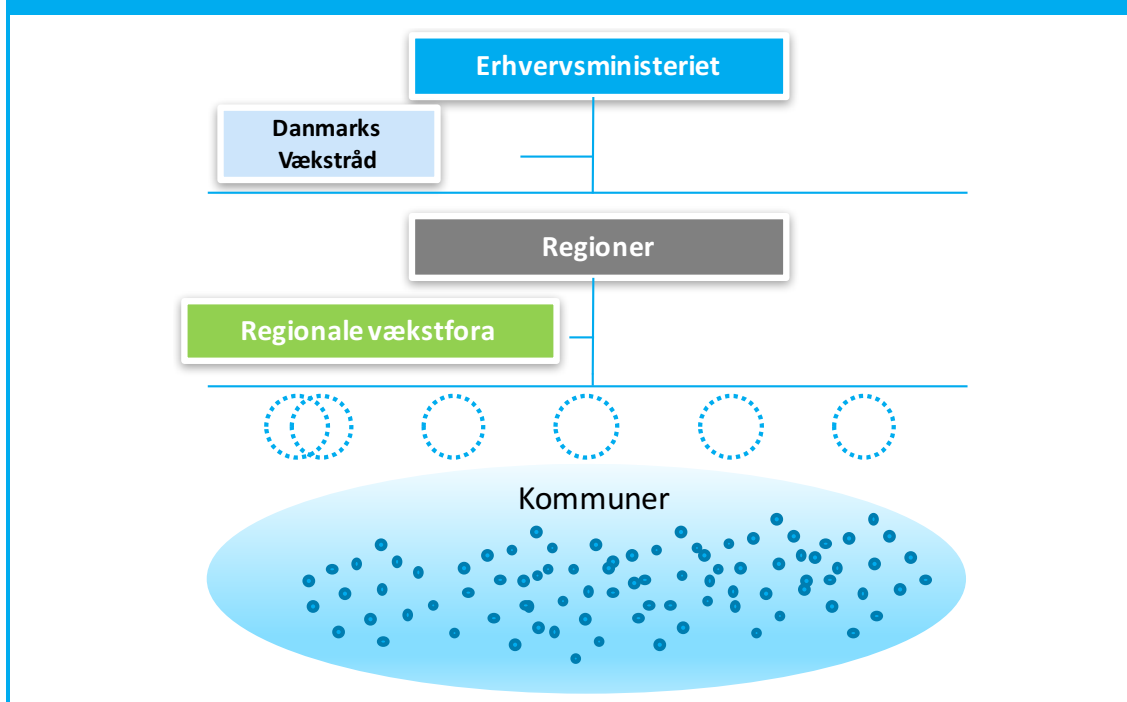 Erhvervsministeriet
Danmarks
Vækstråd
Regioner
Regionale vækstfora
Kommuner